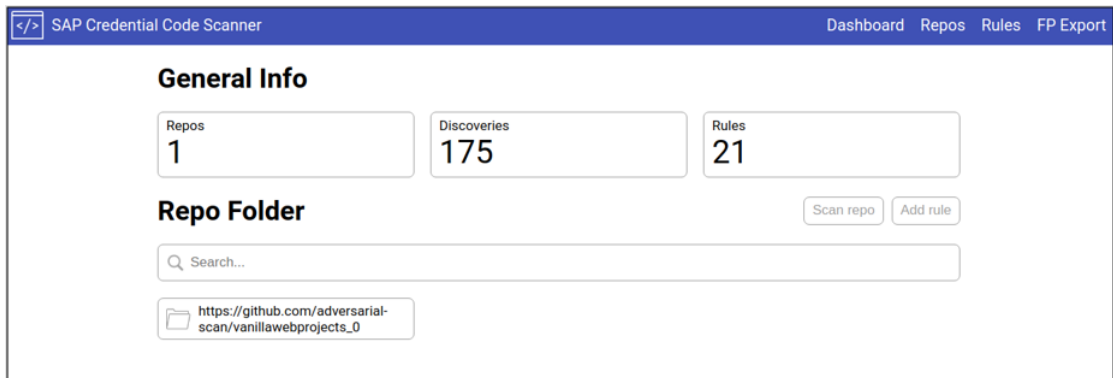 </> SAP Credential Code Scanner
Dashboard Repos Rules FP Export
General Info
Repos
1
Discoveries
175
Rules
21
Repo Folder
Scan repo
Add rule
Search...
https://github.com/adversarial-
scan/vanillawebprojects_0